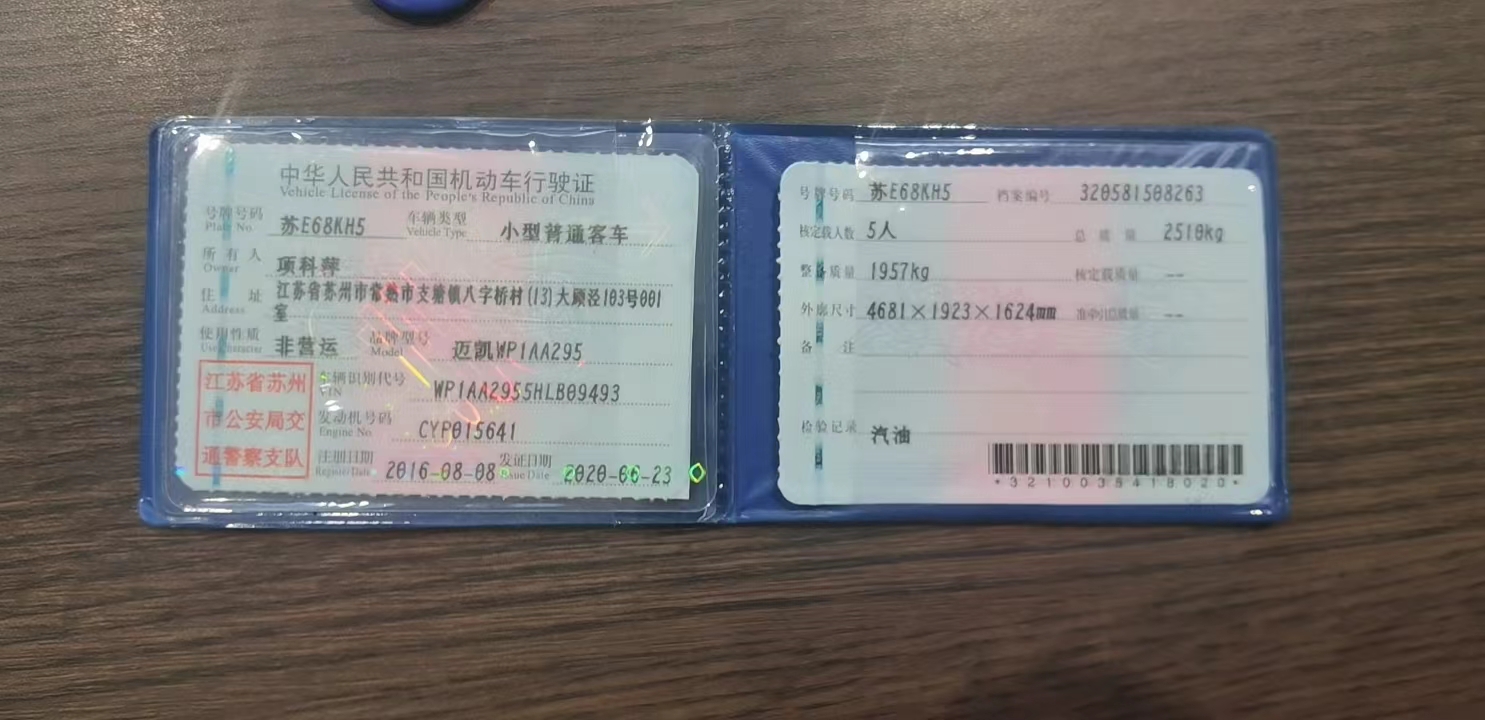 中华人民共和国机动车行驶证
Vehicle License of the People's Republic of China
号牌号码 Plate No. 苏E68KH5 车辆类型 Vehicle Type 小型普通客车
所有人 Owner 项科萍
住址 Address 江苏省苏州市常熟市支塘镇八字桥村(13)大顾泾103号001
室
使用性质 Use Character 非营运 品牌型号 Model 迈凯WP1AA295
车辆识别代号 VIN WP1AA2955HLB09493
发动机号码 Engine No. CYP015641
注册日期 Register Date 2016-08-08 发证日期 Issue Date 2020-06-23
江苏省苏州
市公安局交
通警察支队
号牌号码 苏E68KH5 档案编号 320581508263
核定载人数 5人 总质量 2510kg
整备质量 1957kg 核定载质量 --
外廓尺寸 4681×1923×1624mm 准牵引总质量 --
备注
检验记录 汽油
*3210035418020*